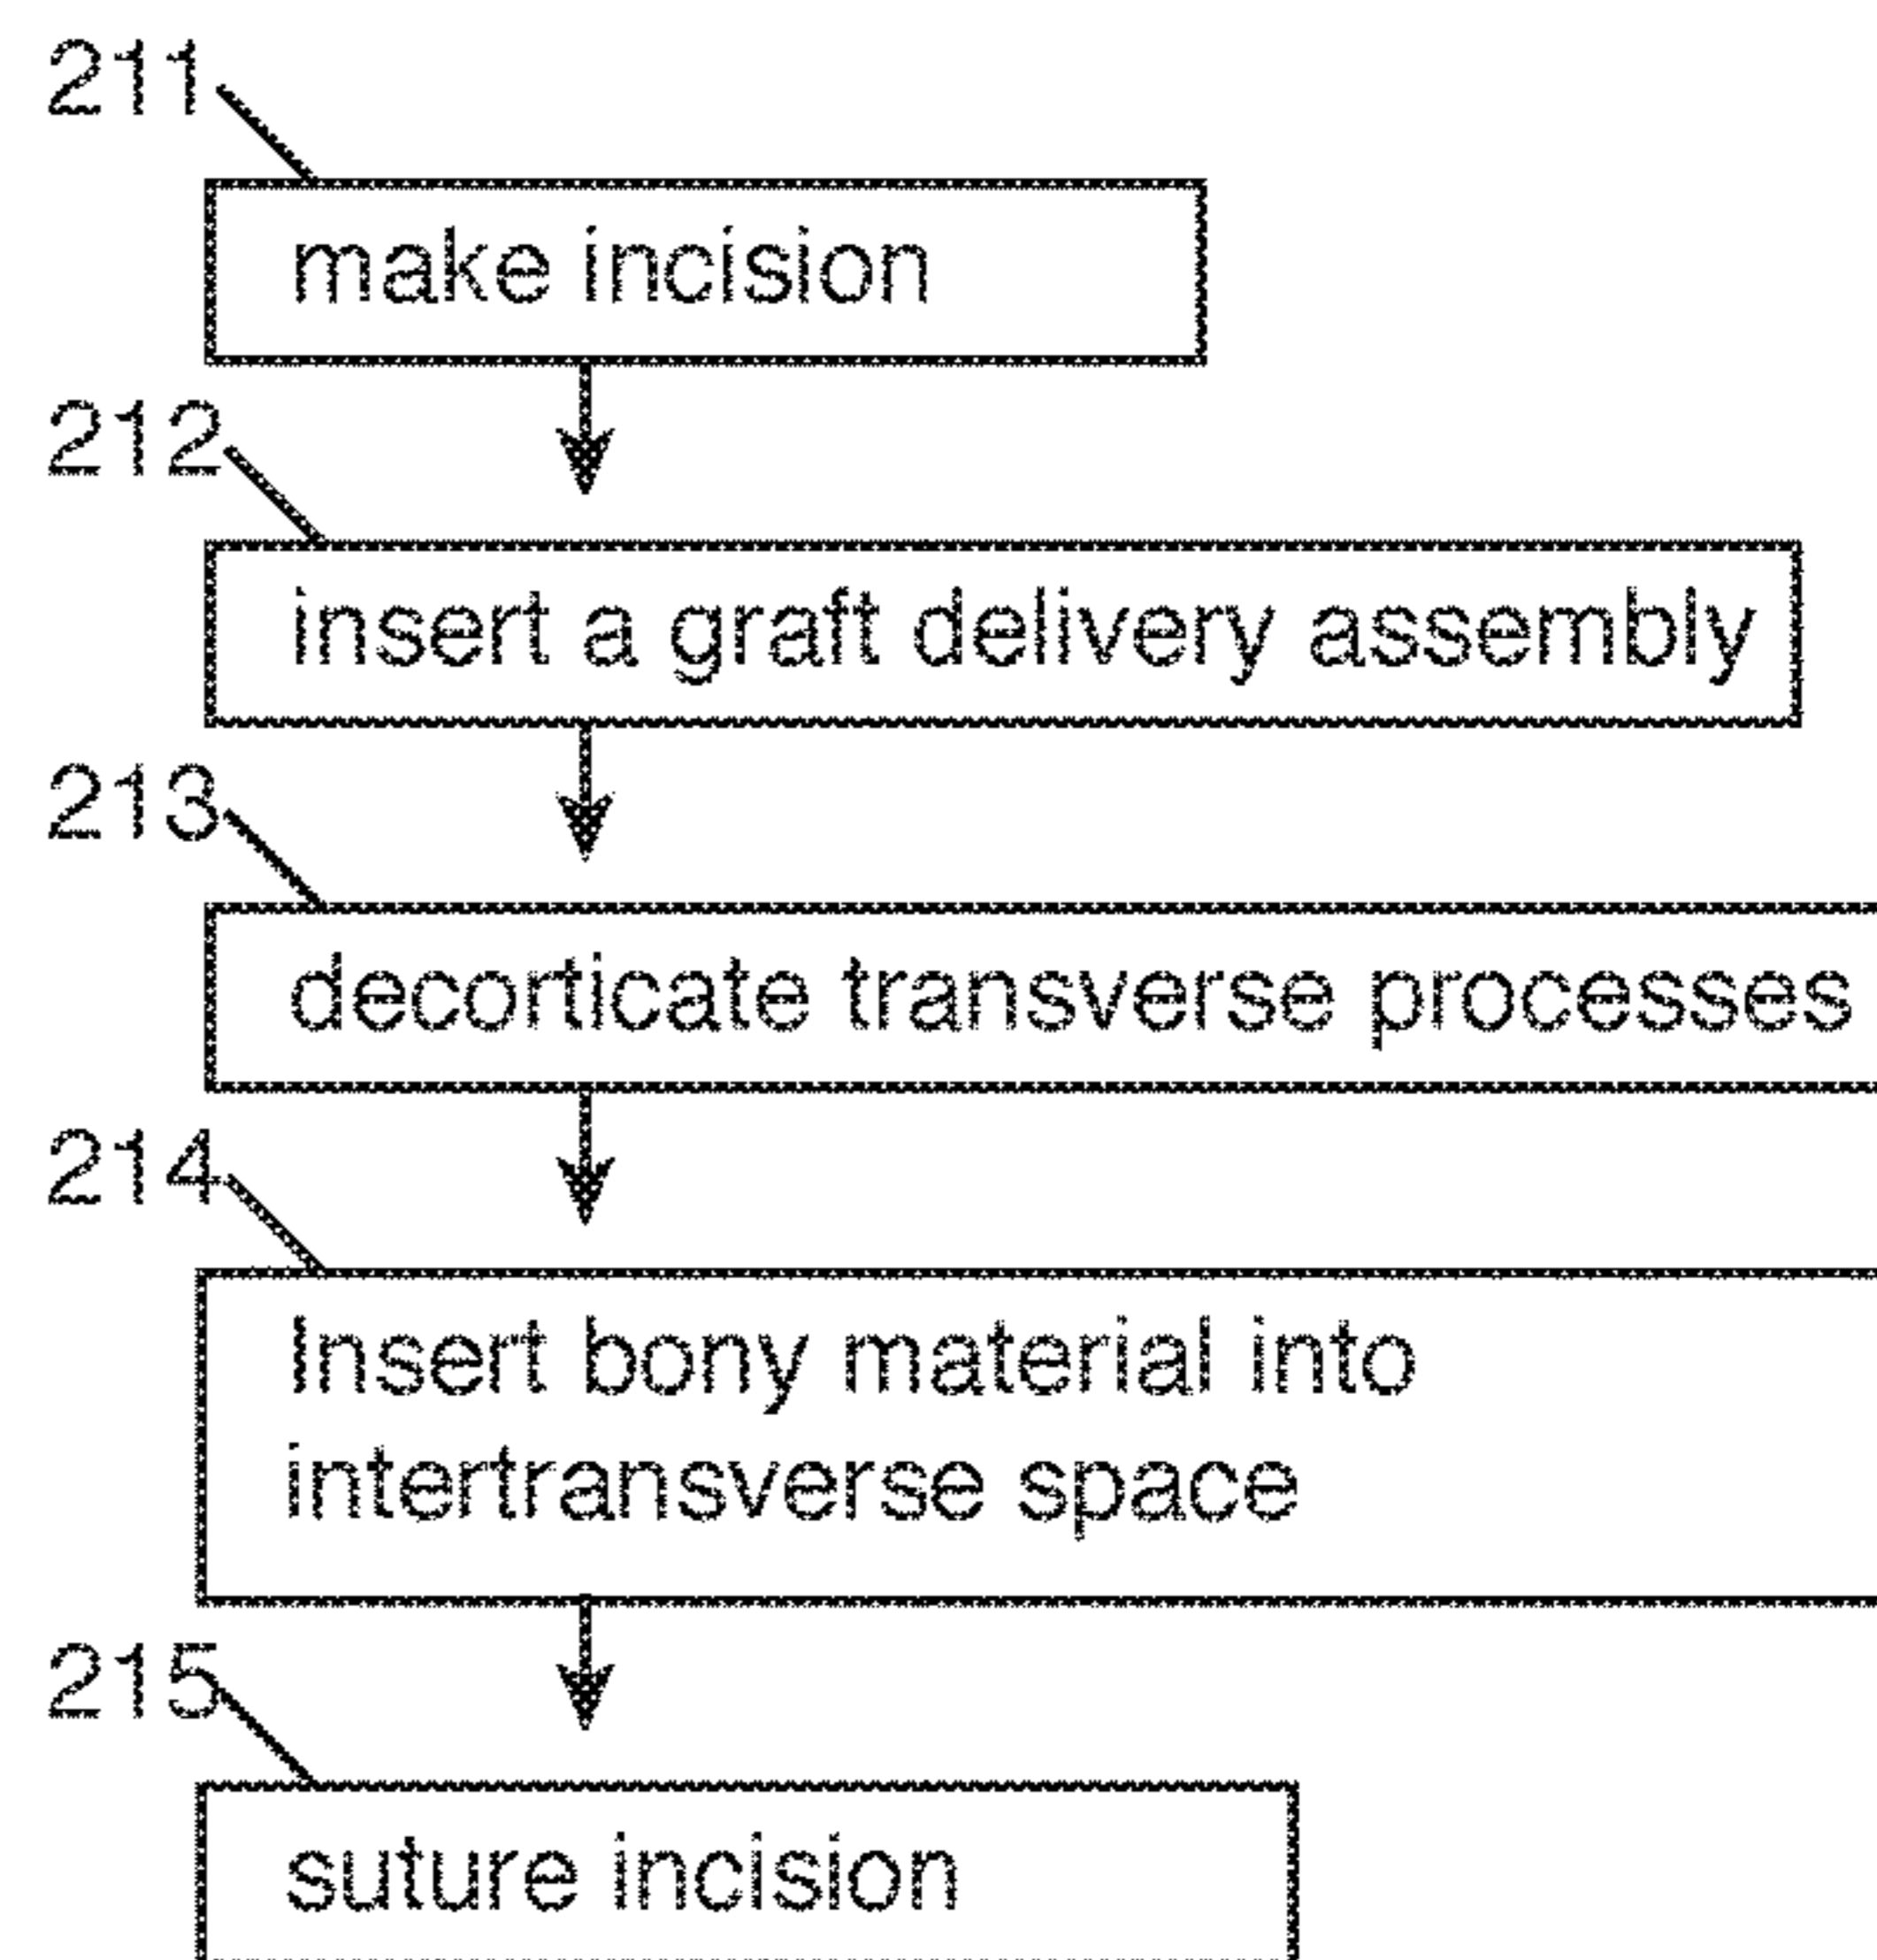 211
make incision
212
insert a graft delivery assembly
213
decorticate transverse processes
214
Insert bony material into
intertransverse space
215
suture incision